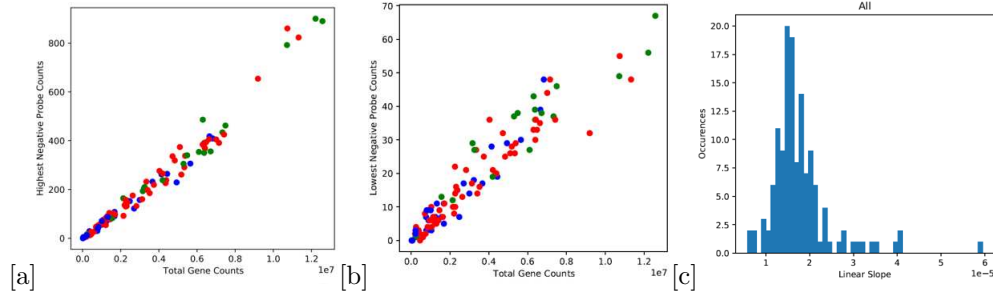 [a]
Highest Negative Probe Counts
800
600
400
200
0
0.0 0.2 0.4 0.6 0.8 1.0 1.2
1e7
Total Gene Counts
[b]
Lowest Negative Probe Counts
70
60
50
40
30
20
10
0
0.0 0.2 0.4 0.6 0.8 1.0 1.2
1e7
Total Gene Counts
[c]
All
Occurences
20.0
17.5
15.0
12.5
10.0
7.5
5.0
2.5
0.0
1 2 3 4 5 6
1e-5
Linear Slope